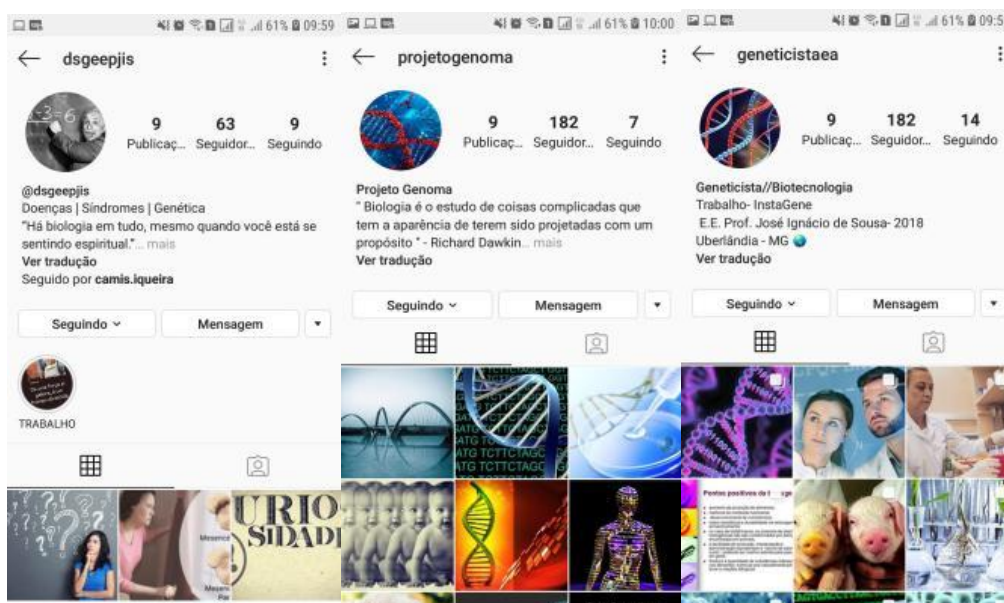 61% 09:59
dsgeepjis
9 63 9
Publicaç... Seguidor... Seguindo
@dsgeepjis
Doenças | Síndromes | Genética
"Há biologia em tudo, mesmo quando você está se
sentindo espiritual."... mais
Ver tradução
Seguido por camis.iqueira
Seguindo Mensagem
TRABALHO
URIO
SIDADE
61% 10:00
projetogenoma
9 182 7
Publicaç... Seguidor... Seguindo
Projeto Genoma
" Biologia é o estudo de coisas complicadas que
tem a aparência de terem sido projetadas com um
propósito " - Richard Dawkin... mais
Ver tradução
Seguindo Mensagem
61% 09:5
geneticistaea
9 182 14
Publicaç... Seguidor... Seguindo
Geneticista//Biotecnologia
Trabalho- InstaGene
E.E. Prof. José Ignácio de Sousa- 2018
Uberlândia - MG
Ver tradução
Seguindo Mensagem
Pontos positivos da